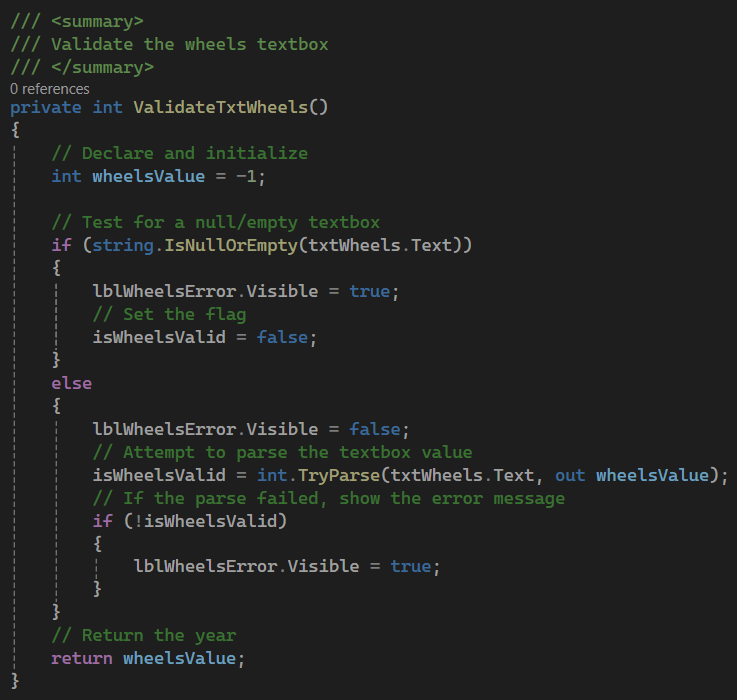 /// <summary>
/// Validate the wheels textbox
/// </summary>
0 references
private int ValidateTxtWheels()
{
    // Declare and initialize
    int wheelsValue = -1;

    // Test for a null/empty textbox
    if (string.IsNullOrEmpty(txtWheels.Text))
    {
        lblWheelsError.Visible = true;
        // Set the flag
        isWheelsValid = false;
    }
    else
    {
        lblWheelsError.Visible = false;
        // Attempt to parse the textbox value
        isWheelsValid = int.TryParse(txtWheels.Text, out wheelsValue);
        // If the parse failed, show the error message
        if (!isWheelsValid)
        {
            lblWheelsError.Visible = true;
        }
    }
    // Return the year
    return wheelsValue;
}